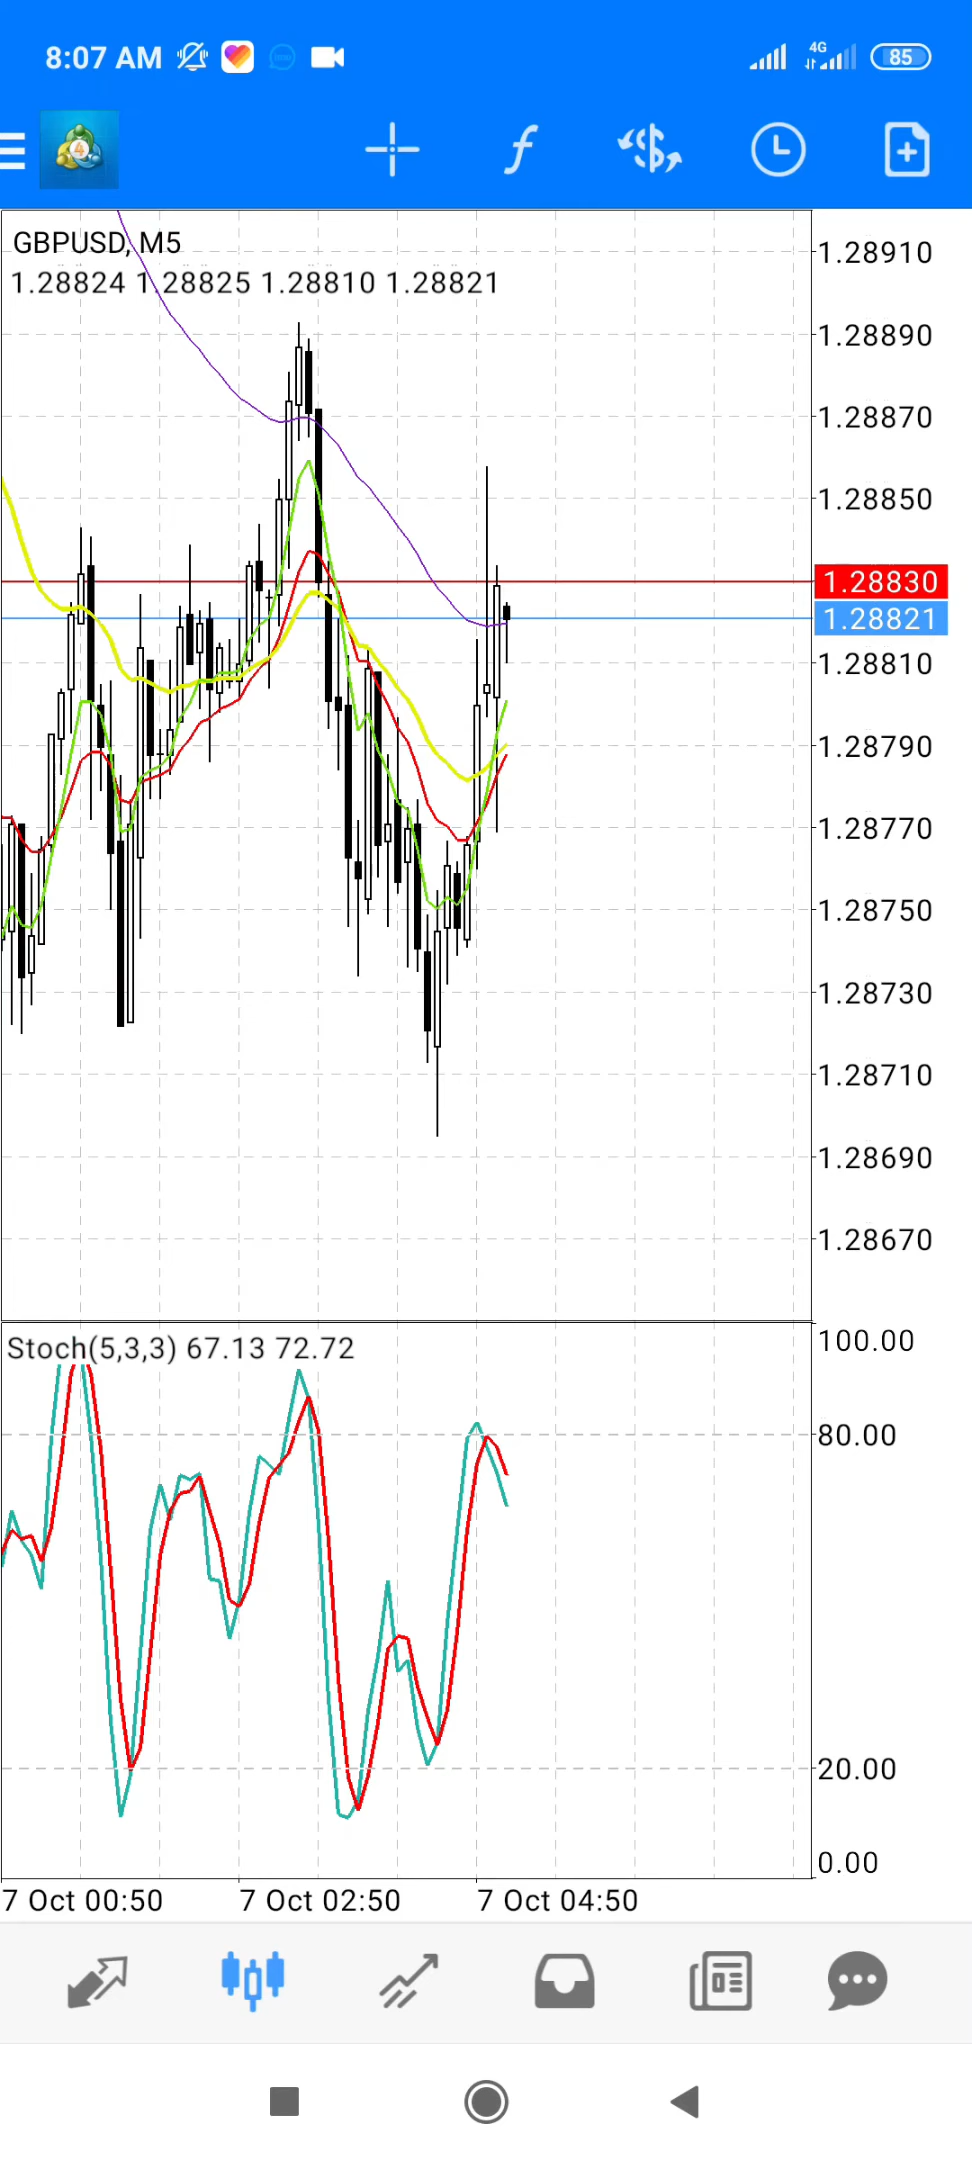 8:07 AM
4G
85
4
GBPUSD, M5
1.28824 1.28825 1.28810 1.28821
1.28910
1.28890
1.28870
1.28850
1.28830
1.28821
1.28810
1.28790
1.28770
1.28750
1.28730
1.28710
1.28690
1.28670
Stoch(5,3,3) 67.13 72.72
100.00
80.00
20.00
0.00
7 Oct 00:50
7 Oct 02:50
7 Oct 04:50